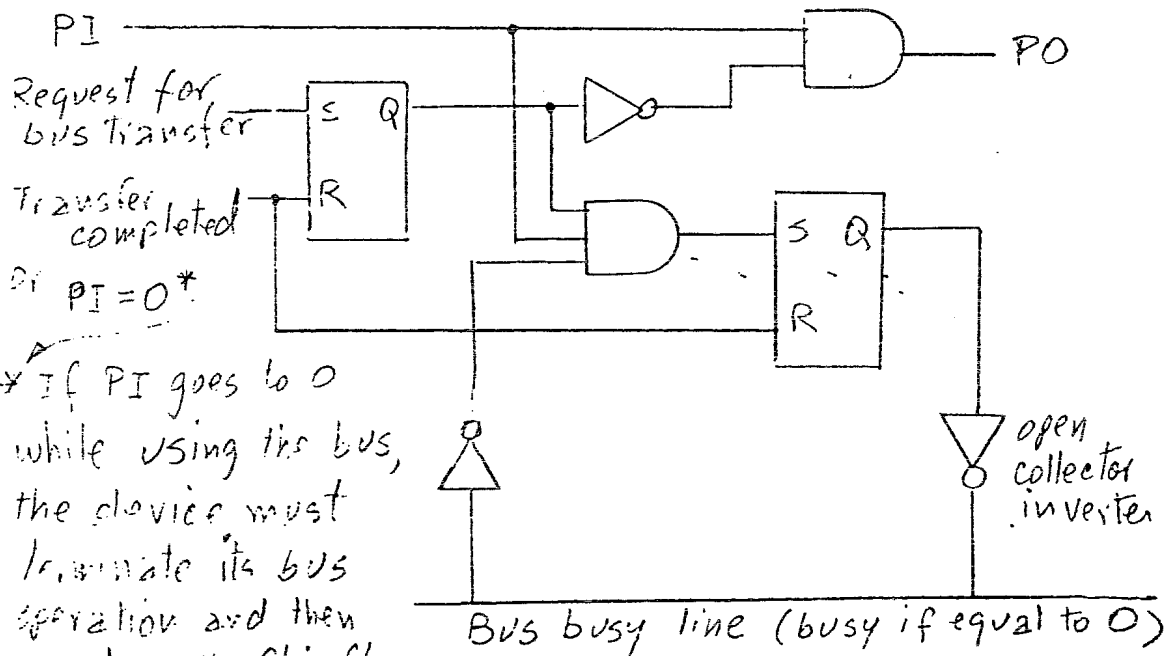 PI
PO
Request for
bus Transfer
S Q
R
Transfer
completed
or PI = 0*
S Q
R
* If PI goes to 0
while using the bus,
the device must
terminate its bus
operation and then
open
collector
inverter
Bus busy line (busy if equal to 0)